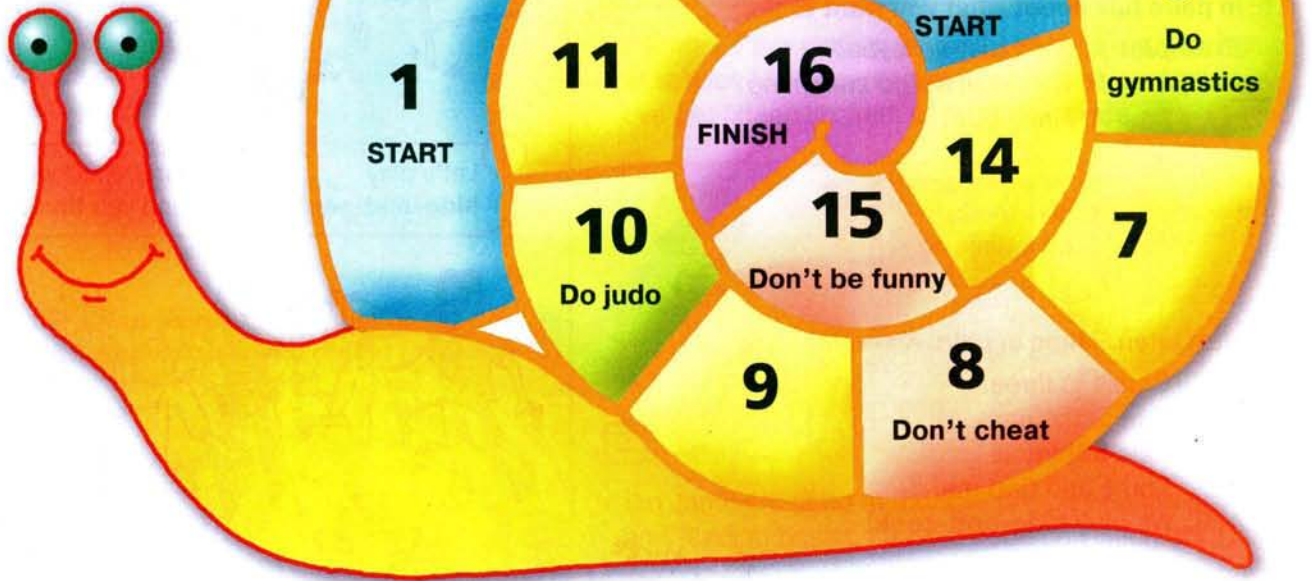 1
START
11
16
FINISH
START
Do
gymnastics
14
10
Do judo
15
Don't be funny
7
9
8
Don't cheat